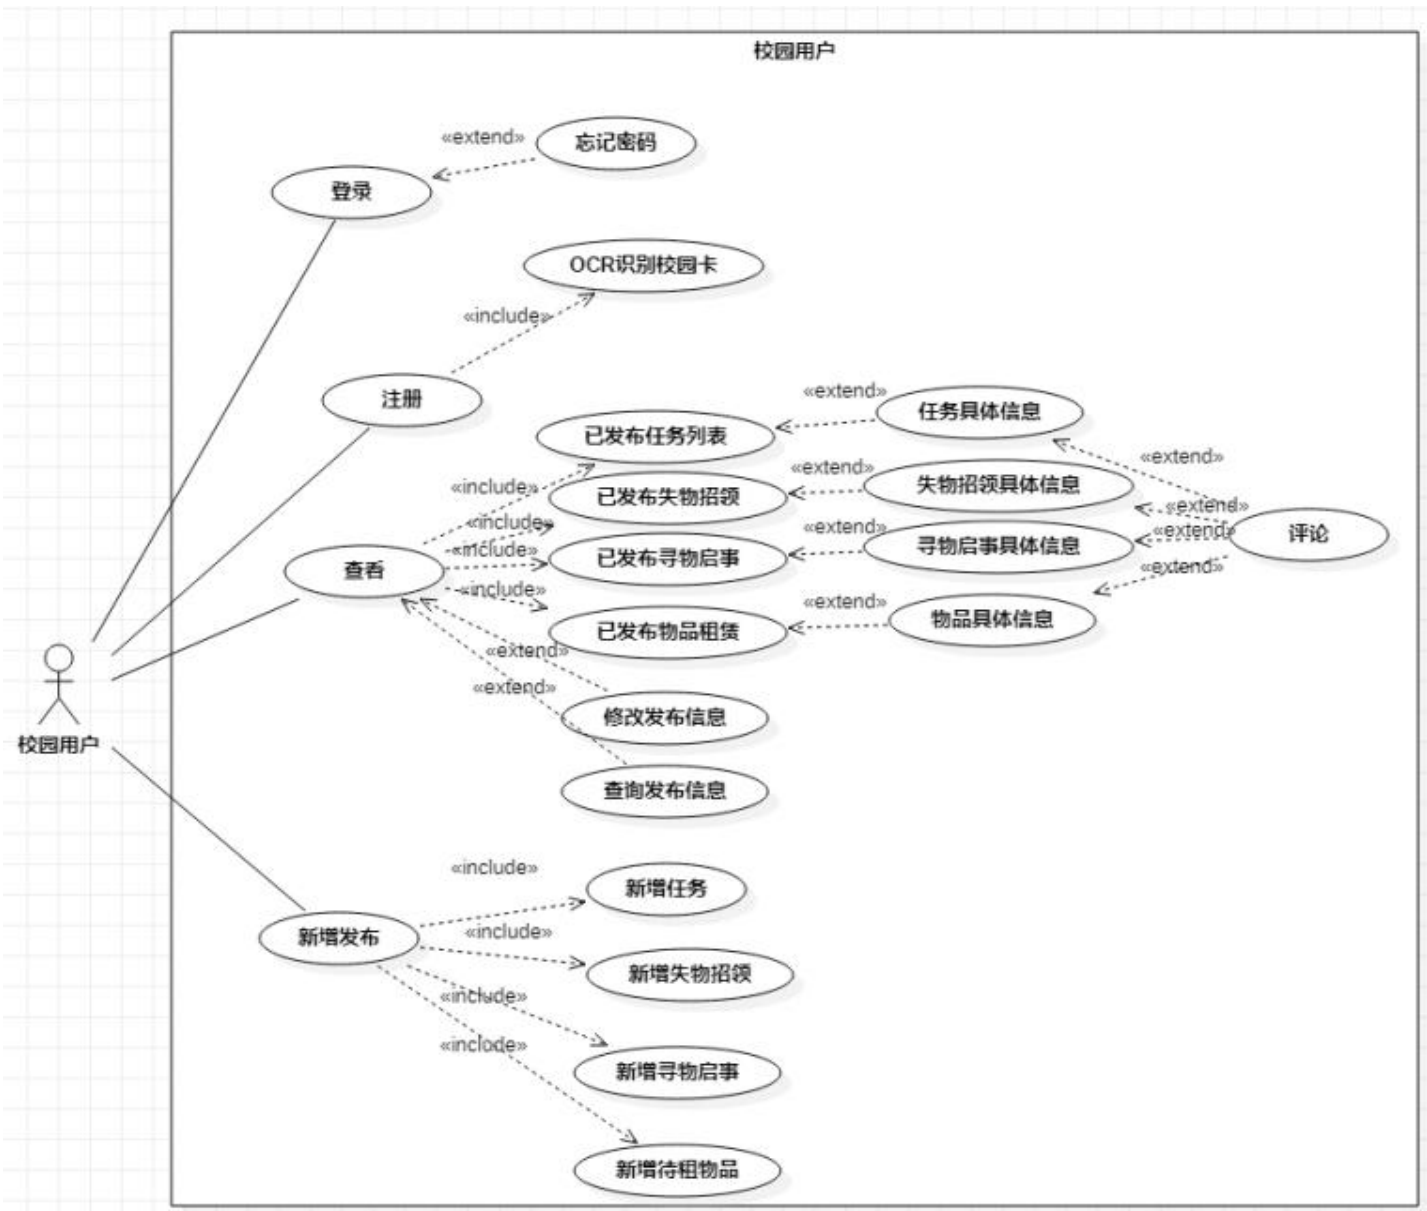 校园用户
«extend»
忘记密码
登录
OCR识别校园卡
«include»
注册
«extend»
任务具体信息
已发布任务列表
«extend»
«extend»
失物招领具体信息
«include»
已发布失物招领
«extend»
«include»
«extend»
寻物启事具体信息
«extend»
评论
«include»
已发布寻物启事
查看
«extend»
«include»
«extend»
物品具体信息
已发布物品租赁
«extend»
«extend»
修改发布信息
校园用户
查询发布信息
«include»
新增任务
新增发布
«include»
新增失物招领
«include»
«include»
新增寻物启事
新增待租物品